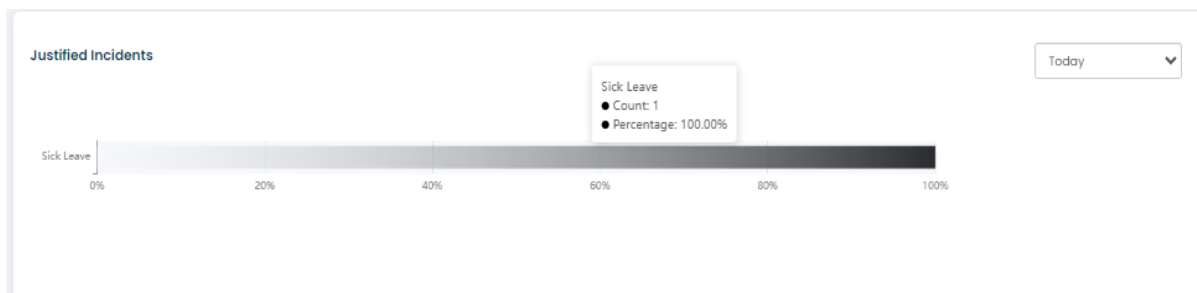 Justified Incidents
Today
Sick Leave
Count: 1
Percentage: 100.00%
Sick Leave
0%
20%
40%
60%
80%
100%